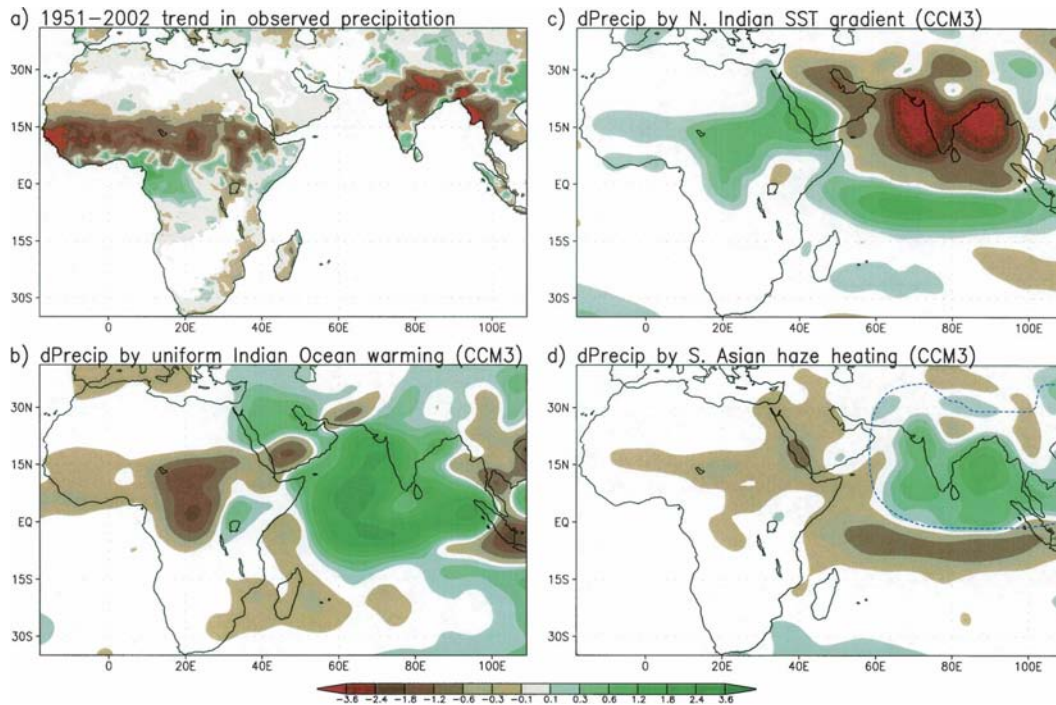 a) 1951-2002 trend in observed precipitation
30N
15N
EQ
15S
30S
0 20E 40E 60E 80E 100E
b) dPrecip by uniform Indian Ocean warming (CCM3)
30N
15N
EQ
15S
30S
0 20E 40E 60E 80E 100E
c) dPrecip by N. Indian SST gradient (CCM3)
30N
15N
EQ
15S
30S
0 20E 40E 60E 80E 100E
d) dPrecip by S. Asian haze heating (CCM3)
30N
15N
EQ
15S
30S
0 20E 40E 60E 80E 100E
-3.6 -2.4 -1.8 -1.2 -0.6 -0.3 -0.1 0.1 0.3 0.6 1.2 1.8 2.4 3.6